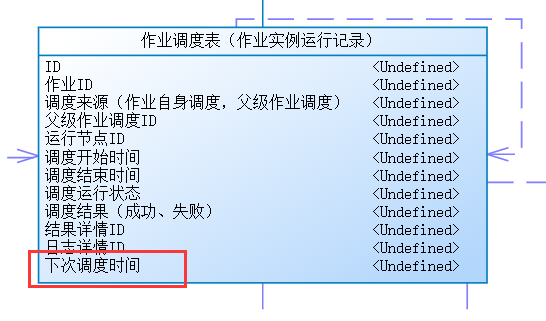 作业调度表（作业实例运行记录）
ID <Undefined>
作业ID <Undefined>
调度来源（作业自身调度，父级作业调度） <Undefined>
父级作业调度ID <Undefined>
运行节点ID <Undefined>
调度开始时间 <Undefined>
调度结束时间 <Undefined>
调度运行状态 <Undefined>
调度结果（成功、失败） <Undefined>
结果详情ID <Undefined>
日志详情ID <Undefined>
下次调度时间 <Undefined>